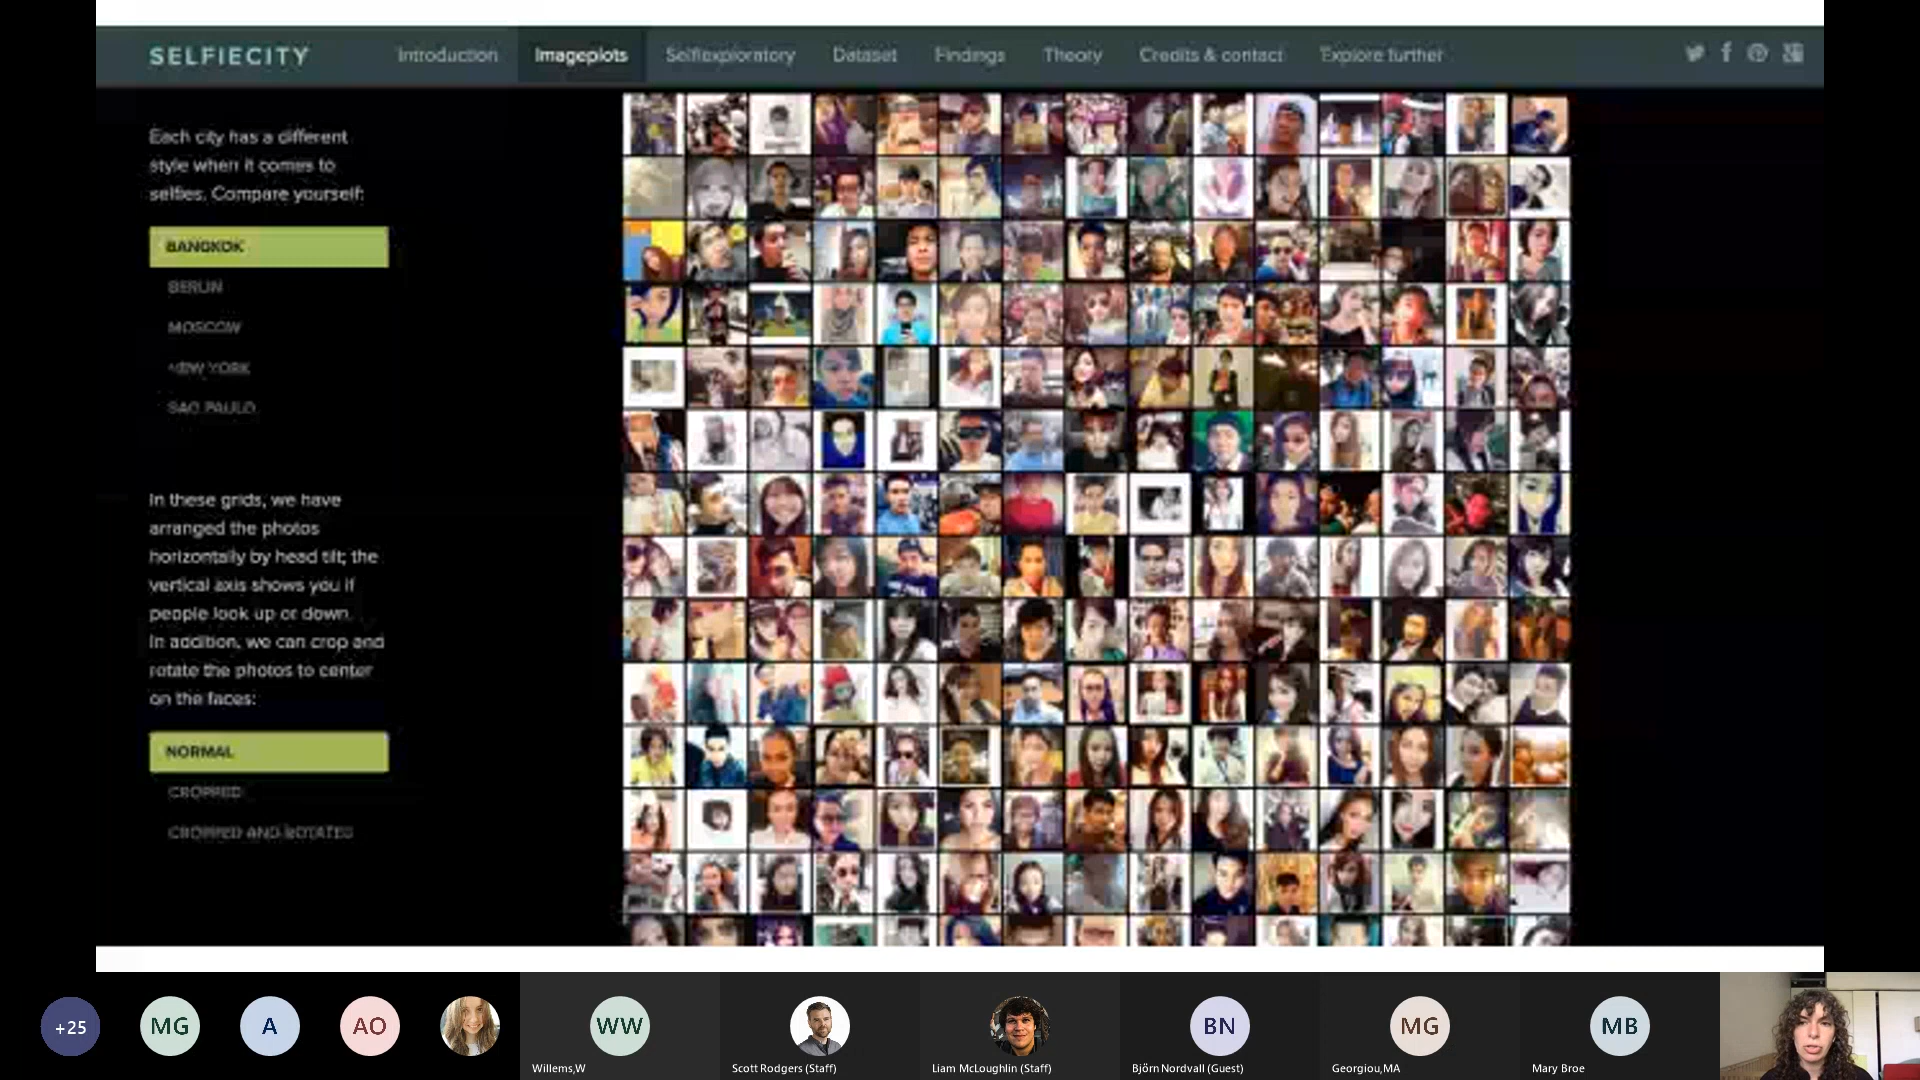 SELFIECITY
Introduction
Imageplots
Selfiexploratory
Dataset
Findings
Theory
Credits & contact
Explore further
Each city has a different
style when it comes to
selfies. Compare yourself:
BANGKOK
BERLIN
MOSCOW
NEW YORK
SAO PAULO
In these grids, we have
arranged the photos
horizontally by head tilt; the
vertical axis shows you if
people look up or down.
In addition, we can crop and
rotate the photos to center
on the faces:
NORMAL
CROPPED
CROPPED AND ROTATED
+25
MG
A
AO
WW
BN
MG
MB
Willems,W
Scott Rodgers (Staff)
Liam McLoughlin (Staff)
Björn Nordvall (Guest)
Georgiou,MA
Mary Broe